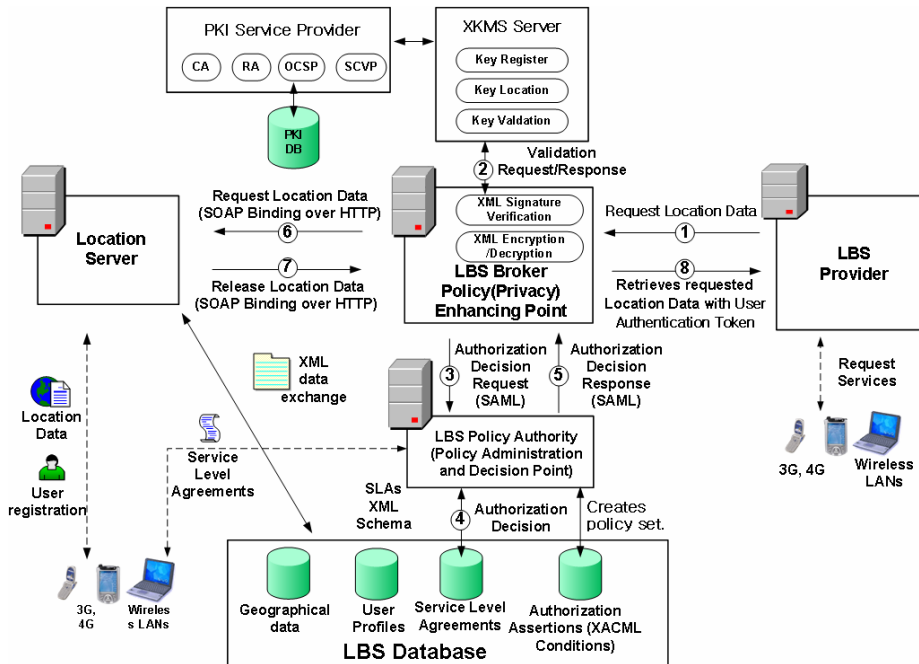 PKI Service Provider
CA
RA
OCSP
SCVP
PKI
DB
XKMS Server
Key Register
Key Location
Key Valdation
2
Validation
Request/Response
Location
Server
Request Location Data
(SOAP Binding over HTTP)
6
7
Release Location Data
(SOAP Binding over HTTP)
XML Signature
Verification
XML Encryption
/Decryption
LBS Broker
Policy(Privacy)
Enhancing Point
Request Location Data
1
8
Retrieves requested
Location Data with User
Authentication Token
LBS
Provider
Request
Services
3G, 4G
Wireless
LANs
XML
data
exchange
3
Authorization
Decision
Request
(SAML)
5
Authorization
Decision
Response
(SAML)
Location
Data
User
registration
Service
Level
Agreements
LBS Policy Authority
(Policy Administration
and Decision Point)
SLAs
XML
Schema
4
Authorization
Decision
Creates
policy set.
3G,
4G
Wireles
s LANs
Geographical
data
User
Profiles
Service Level
Agreements
Authorization
Assertions (XACML
Conditions)
LBS Database